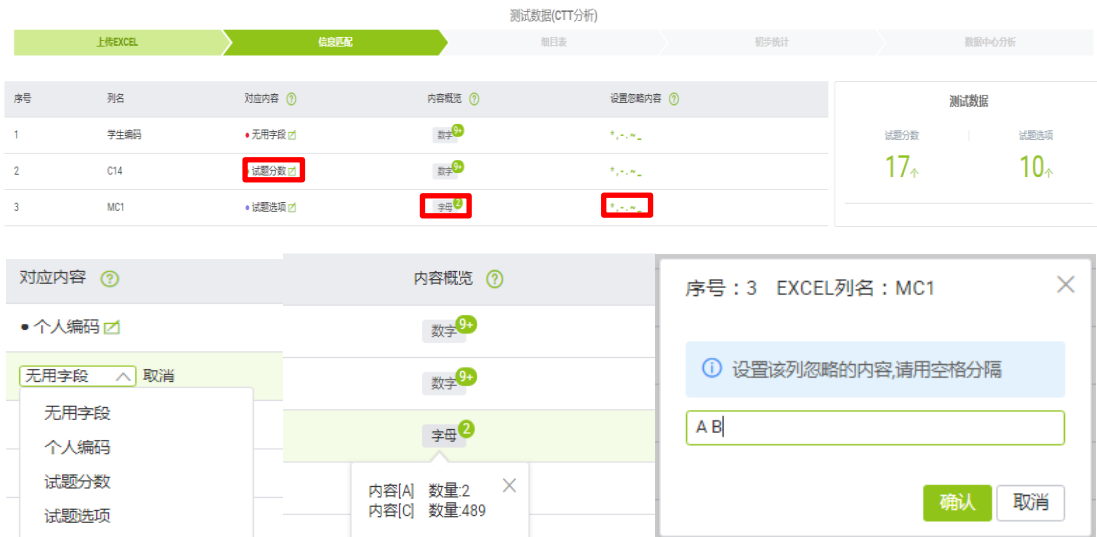 测试数据(CTT分析)
上传EXCEL 信息匹配 细目表 初步统计 数据中心分析
序号 列名 对应内容 ? 内容概览 ? 设置忽略内容 ?
1 学生编码 • 无用字段 数字 9+ *,-,~,_
2 C14 试题分数 数字 9+ *,-,~,_
3 MC1 • 试题选项 字母 2 *,-,~,_
测试数据
试题分数 试题选项
17个 10个
对应内容 ?
• 个人编码
无用字段 取消
无用字段
个人编码
试题分数
试题选项
内容概览 ?
数字 9+
数字 9+
字母 2
内容[A] 数量:2
内容[C] 数量:489
序号：3 EXCEL列名：MC1
设置该列忽略的内容,请用空格分隔
A B
确认 取消